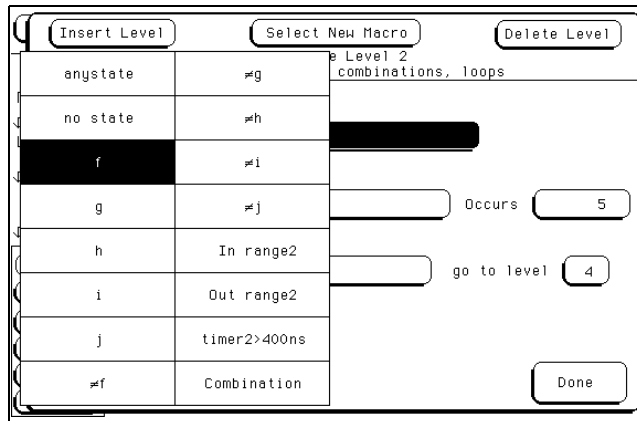 Insert Level Select New Macro Delete Level
e Level 2
combinations, loops
anystate ≠g
no state ≠h
f ≠i
g ≠j
Occurs 5
h In range2
i Out range2
go to level 4
j timer2>400ns
≠f Combination
Done